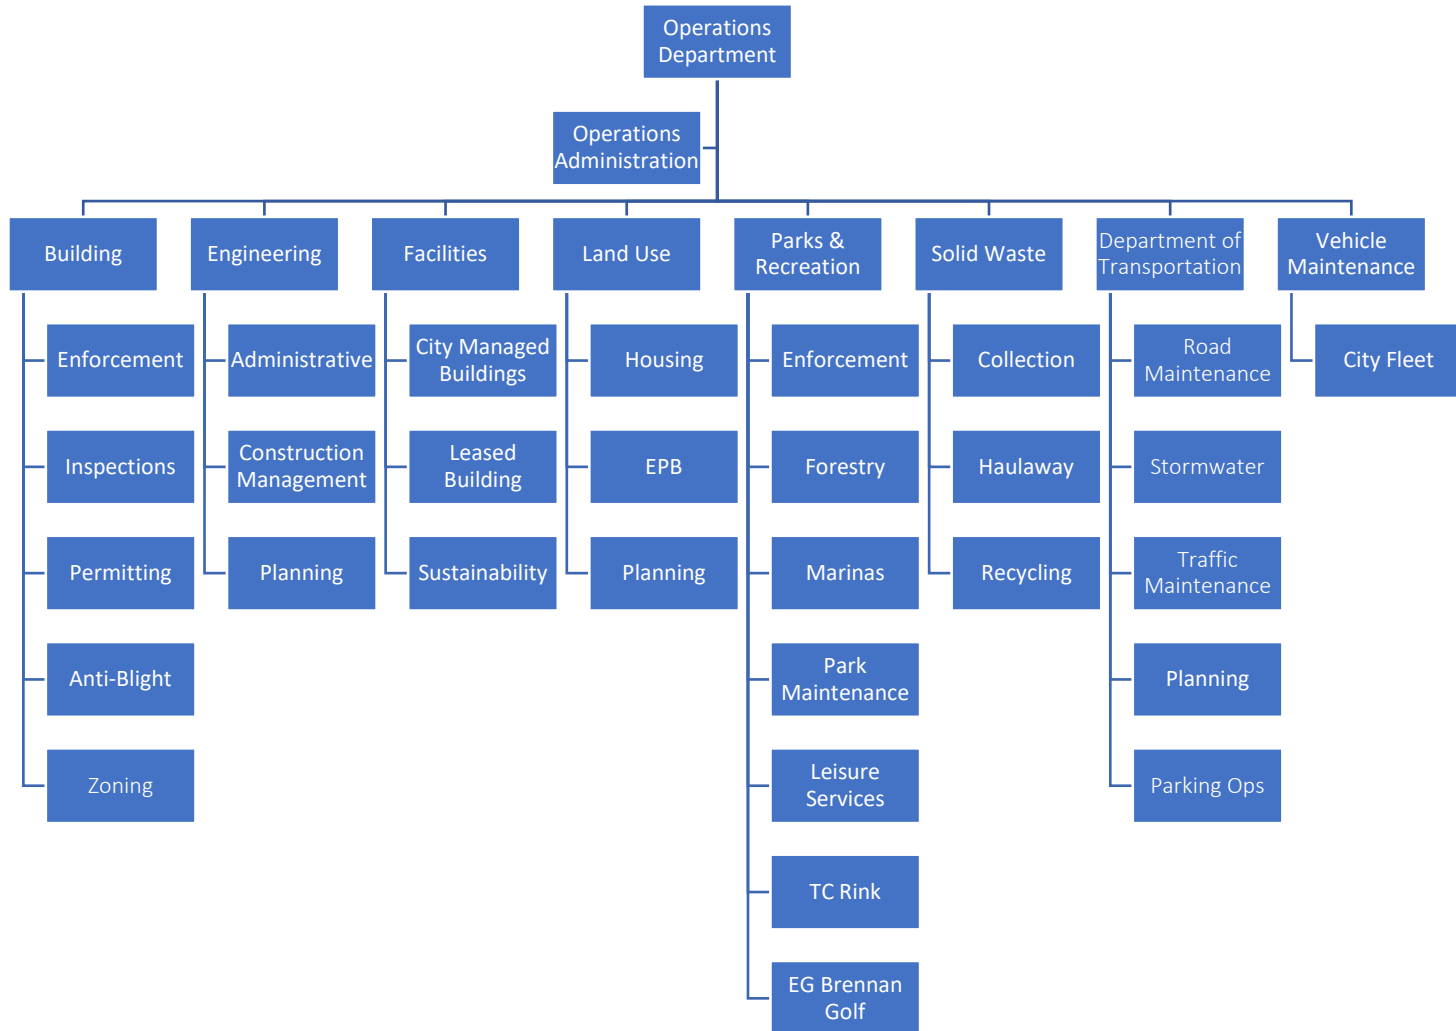 Operations
Department
Operations
Administration
Building
Engineering
Facilities
Land Use
Parks &
Recreation
Solid Waste
Department of
Transportation
Vehicle
Maintenance
Enforcement
Administrative
City Managed
Buildings
Housing
Enforcement
Collection
Road
Maintenance
City Fleet
Inspections
Construction
Management
Leased
Building
EPB
Forestry
Haulaway
Stormwater
Permitting
Planning
Sustainability
Planning
Marinas
Recycling
Traffic
Maintenance
Anti-Blight
Park
Maintenance
Planning
Zoning
Leisure
Services
Parking Ops
TC Rink
EG Brennan
Golf